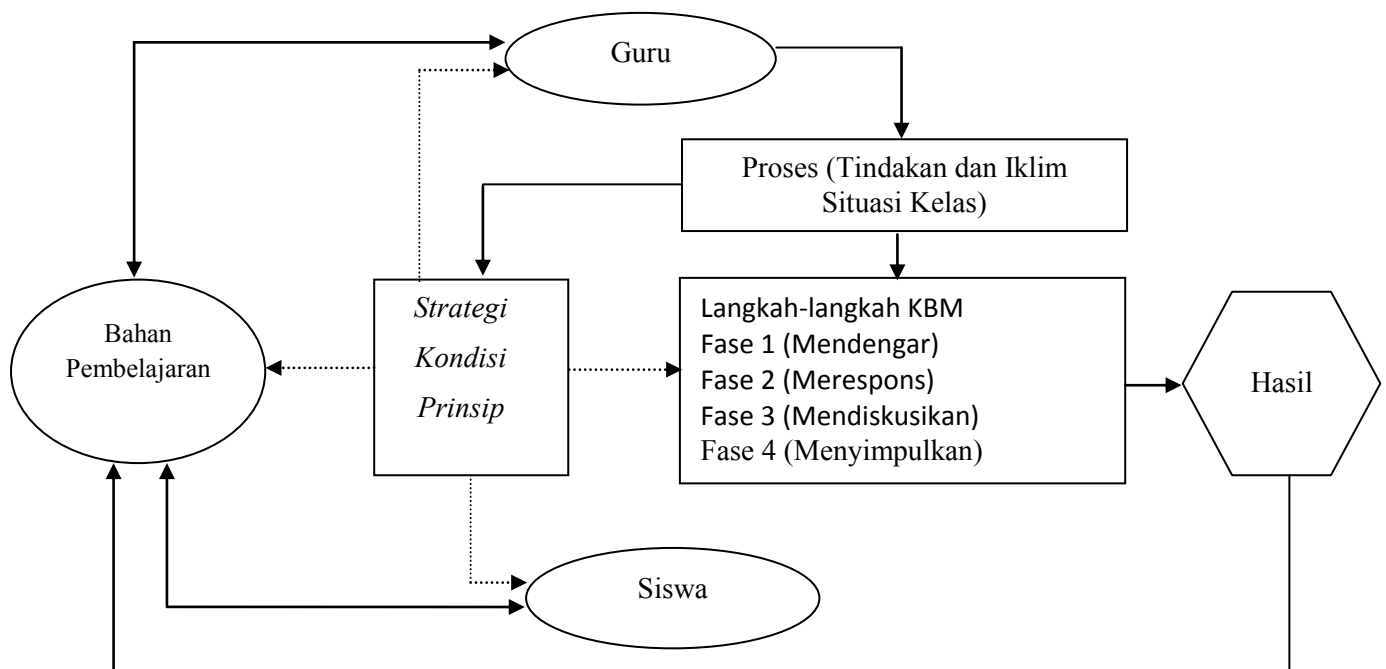 Guru
Proses (Tindakan dan Iklim
Situasi Kelas)
Bahan
Pembelajaran
Strategi
Kondisi
Prinsip
Langkah-langkah KBM
Fase 1 (Mendengar)
Fase 2 (Merespons)
Fase 3 (Mendiskusikan)
Fase 4 (Menyimpulkan)
Hasil
Siswa